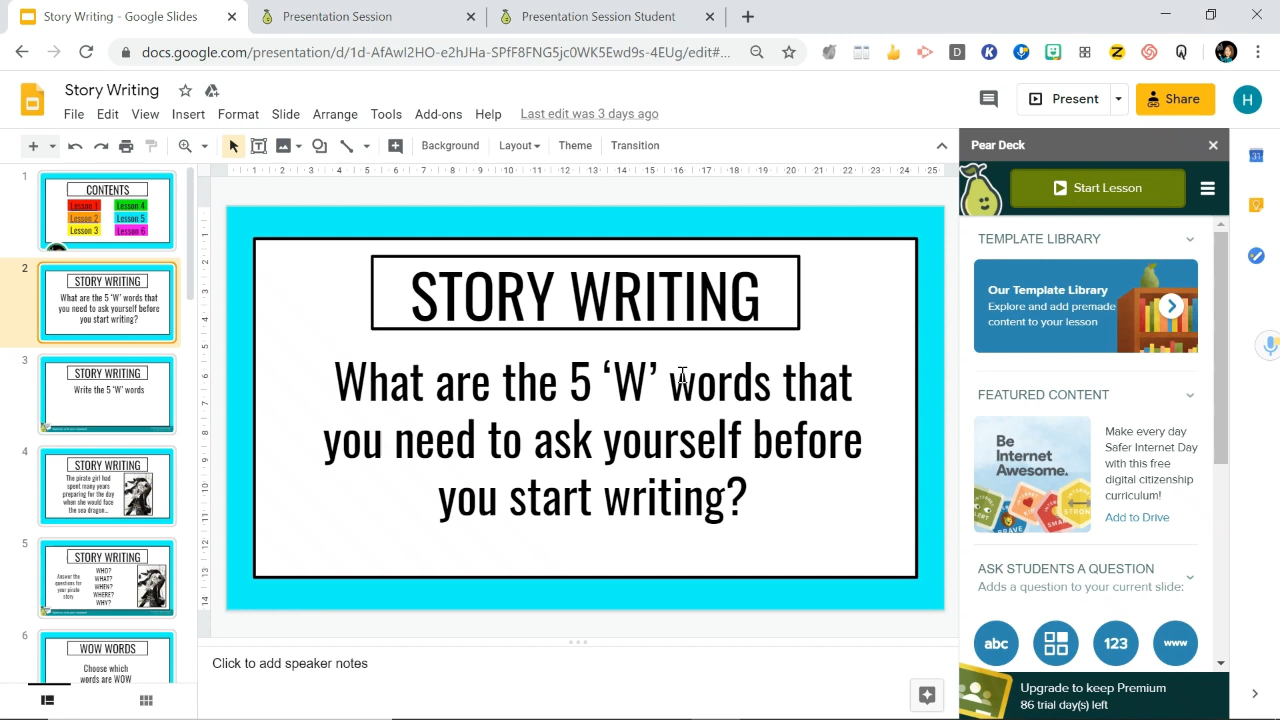 Story Writing - Google Slides
Presentation Session
Presentation Session Student
docs.google.com/presentation/d/1d-AfAwI2HO-e2hJHz-SPfFPCNG5jc0WK5Ewd9s-4EUg/edit#...
Story Writing
File Edit View Insert Format Slide Arrange Tools Add-ons Help Last edit was 3 days ago
Present
Share
H
Background Layout Theme Transition
1
CONTENTS
Lesson 1 Lesson 4
Lesson 2 Lesson 5
Lesson 3 Lesson 6
2
STORY WRITING
What are the 5 'W' words that
you need to ask yourself before
you start writing?
3
STORY WRITING
Write the 5 'W' words
4
STORY WRITING
The pirate girl had
spent many years
preparing for the day
when she would face
the sea dragon...
5
STORY WRITING
Answer the
questions for
your pirate
story
WHO?
WHAT?
WHEN?
WHERE?
WHY?
6
WOW WORDS
Choose which
words are WOW
STORY WRITING
What are the 5 ‘W’ words that
you need to ask yourself before
you start writing?
Click to add speaker notes
Pear Deck
Start Lesson
TEMPLATE LIBRARY
Our Template Library
Explore and add premade
content to your lesson
FEATURED CONTENT
Be
Internet
Awesome.
Make every day
Safer Internet Day
with this free
digital citizenship
curriculum!
Add to Drive
ASK STUDENTS A QUESTION
Adds a question to your current slide:
abc 123 www
Upgrade to keep Premium
86 trial day(s) left